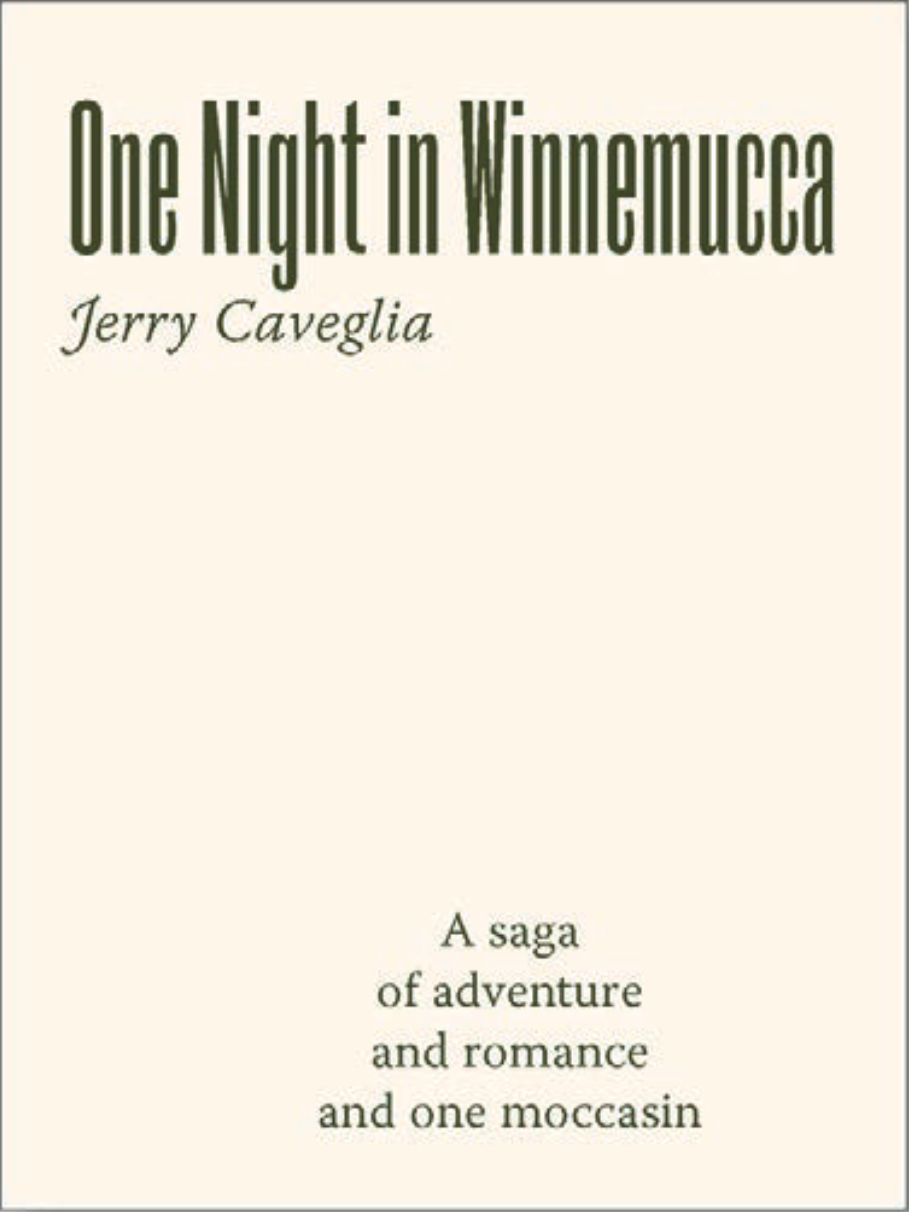 One Night in Winnemucca
Jerry Caveglia
A saga
of adventure
and romance
and one moccasin